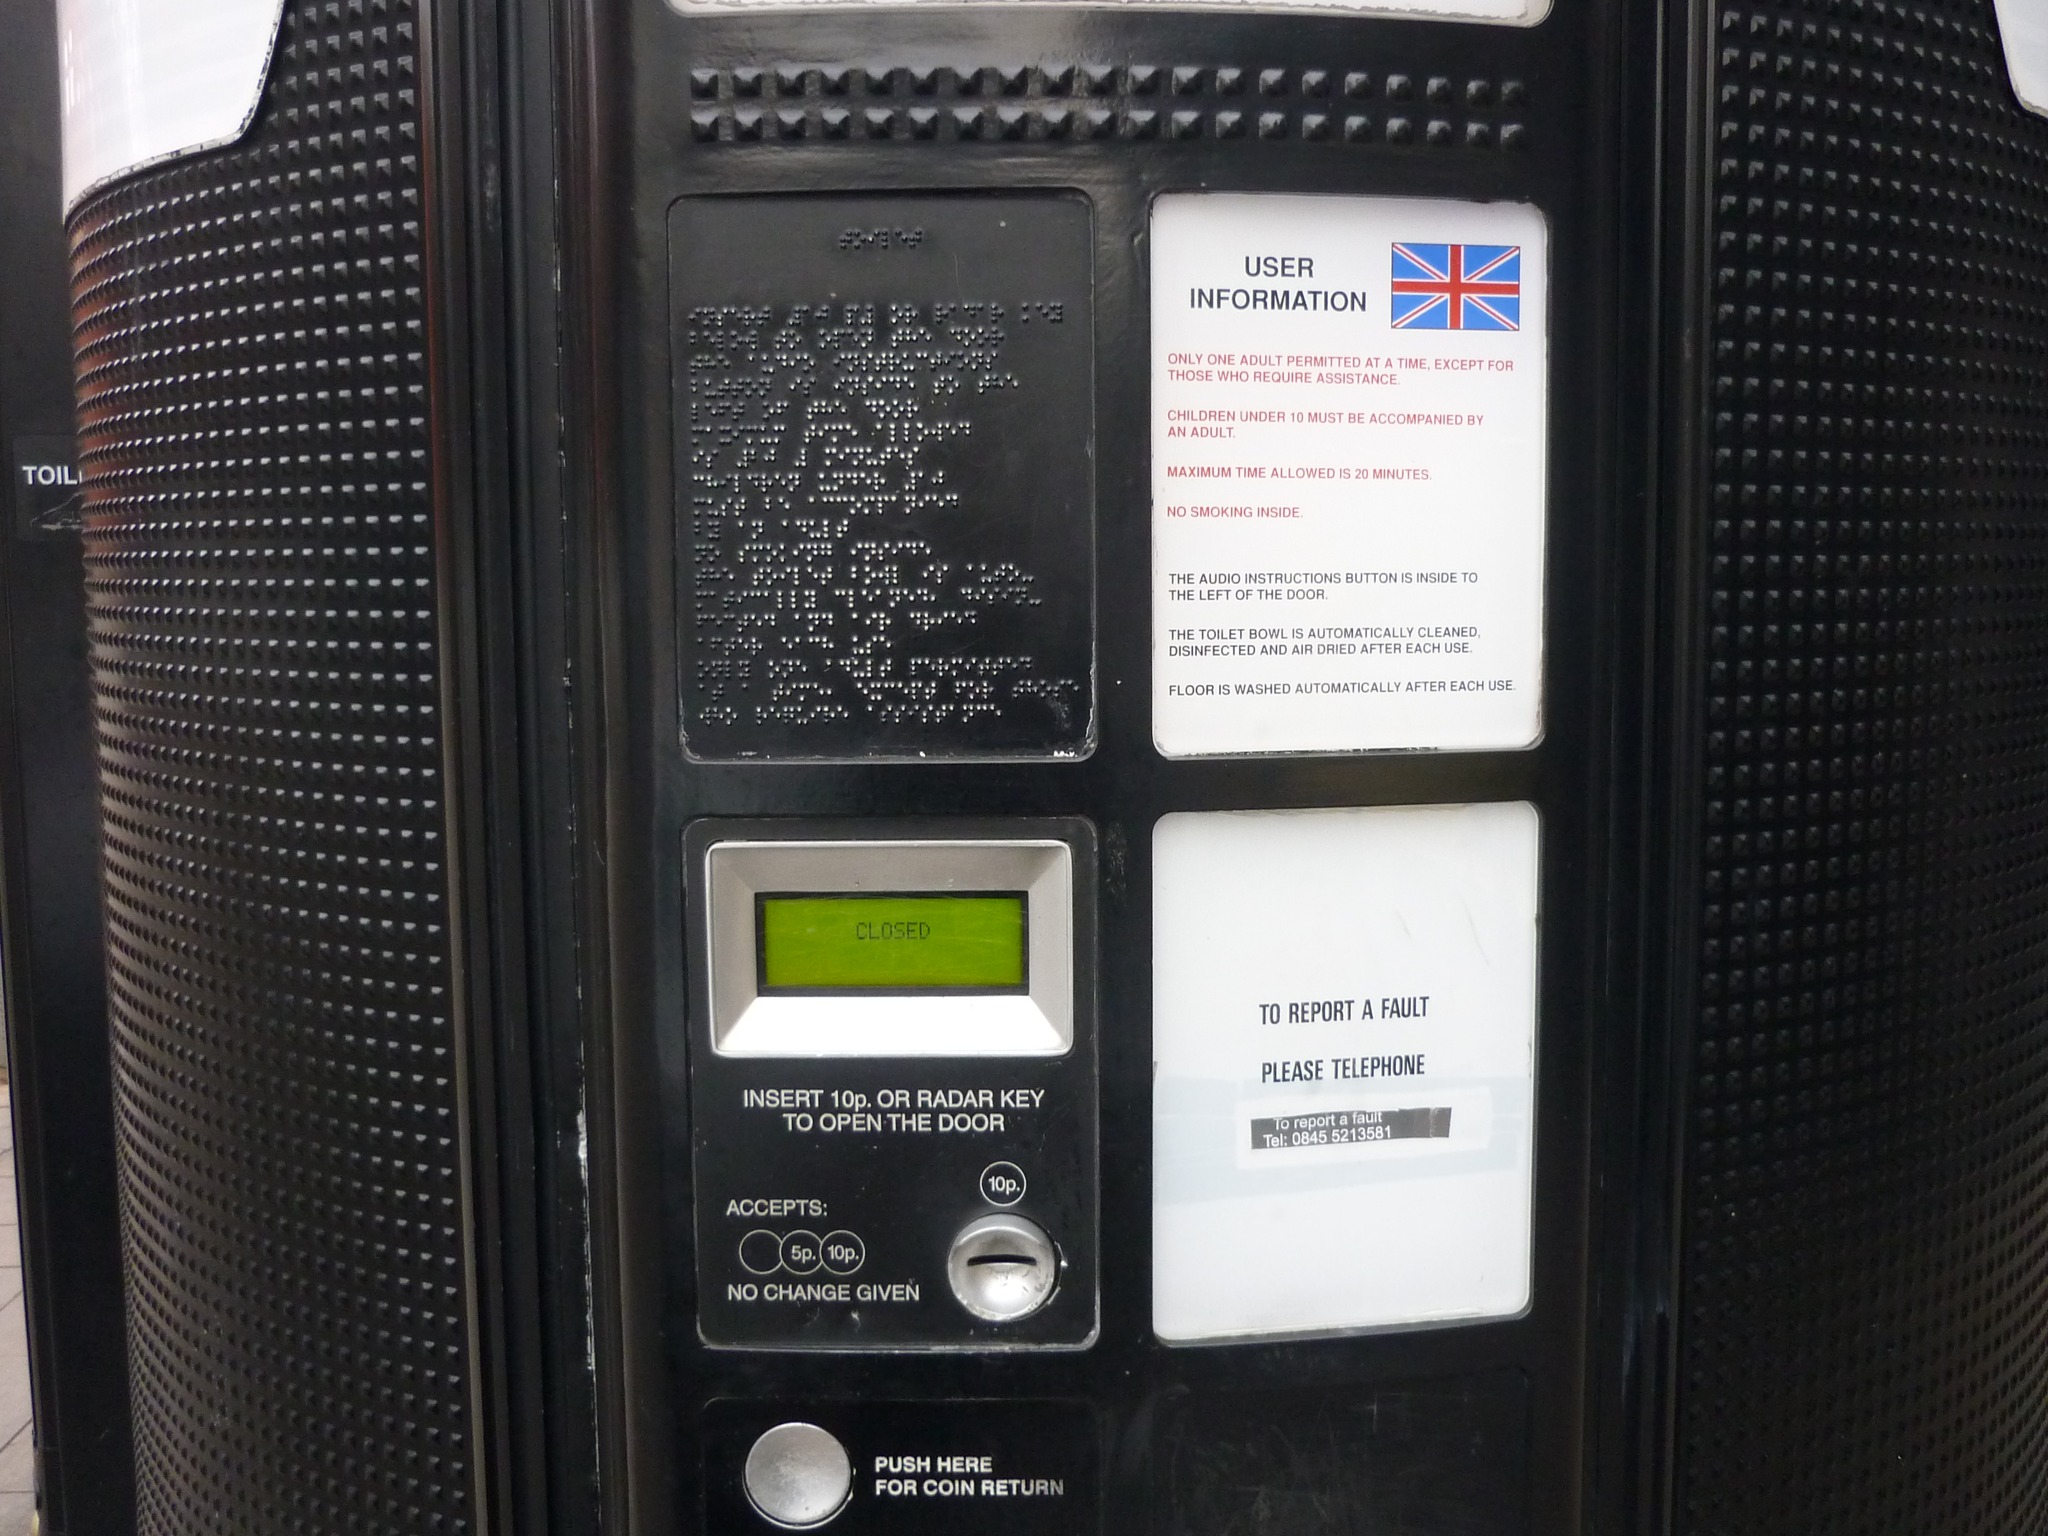 TOIL
USER
INFORMATION
ONLY ONE ADULT PERMITTED AT A TIME, EXCEPT FOR
THOSE WHO REQUIRE ASSISTANCE.
CHILDREN UNDER 10 MUST BE ACCOMPANIED BY
AN ADULT.
MAXIMUM TIME ALLOWED IS 20 MINUTES.
NO SMOKING INSIDE.
THE AUDIO INSTRUCTIONS BUTTON IS INSIDE TO
THE LEFT OF THE DOOR.
THE TOILET BOWL IS AUTOMATICALLY CLEANED,
DISINFECTED AND AIR DRIED AFTER EACH USE.
FLOOR IS WASHED AUTOMATICALLY AFTER EACH USE.
CLOSED
INSERT 10p. OR RADAR KEY
TO OPEN THE DOOR
10p.
ACCEPTS:
5p. 10p.
NO CHANGE GIVEN
TO REPORT A FAULT
PLEASE TELEPHONE
To report a fault
Tel: 0845 5213581
PUSH HERE
FOR COIN RETURN